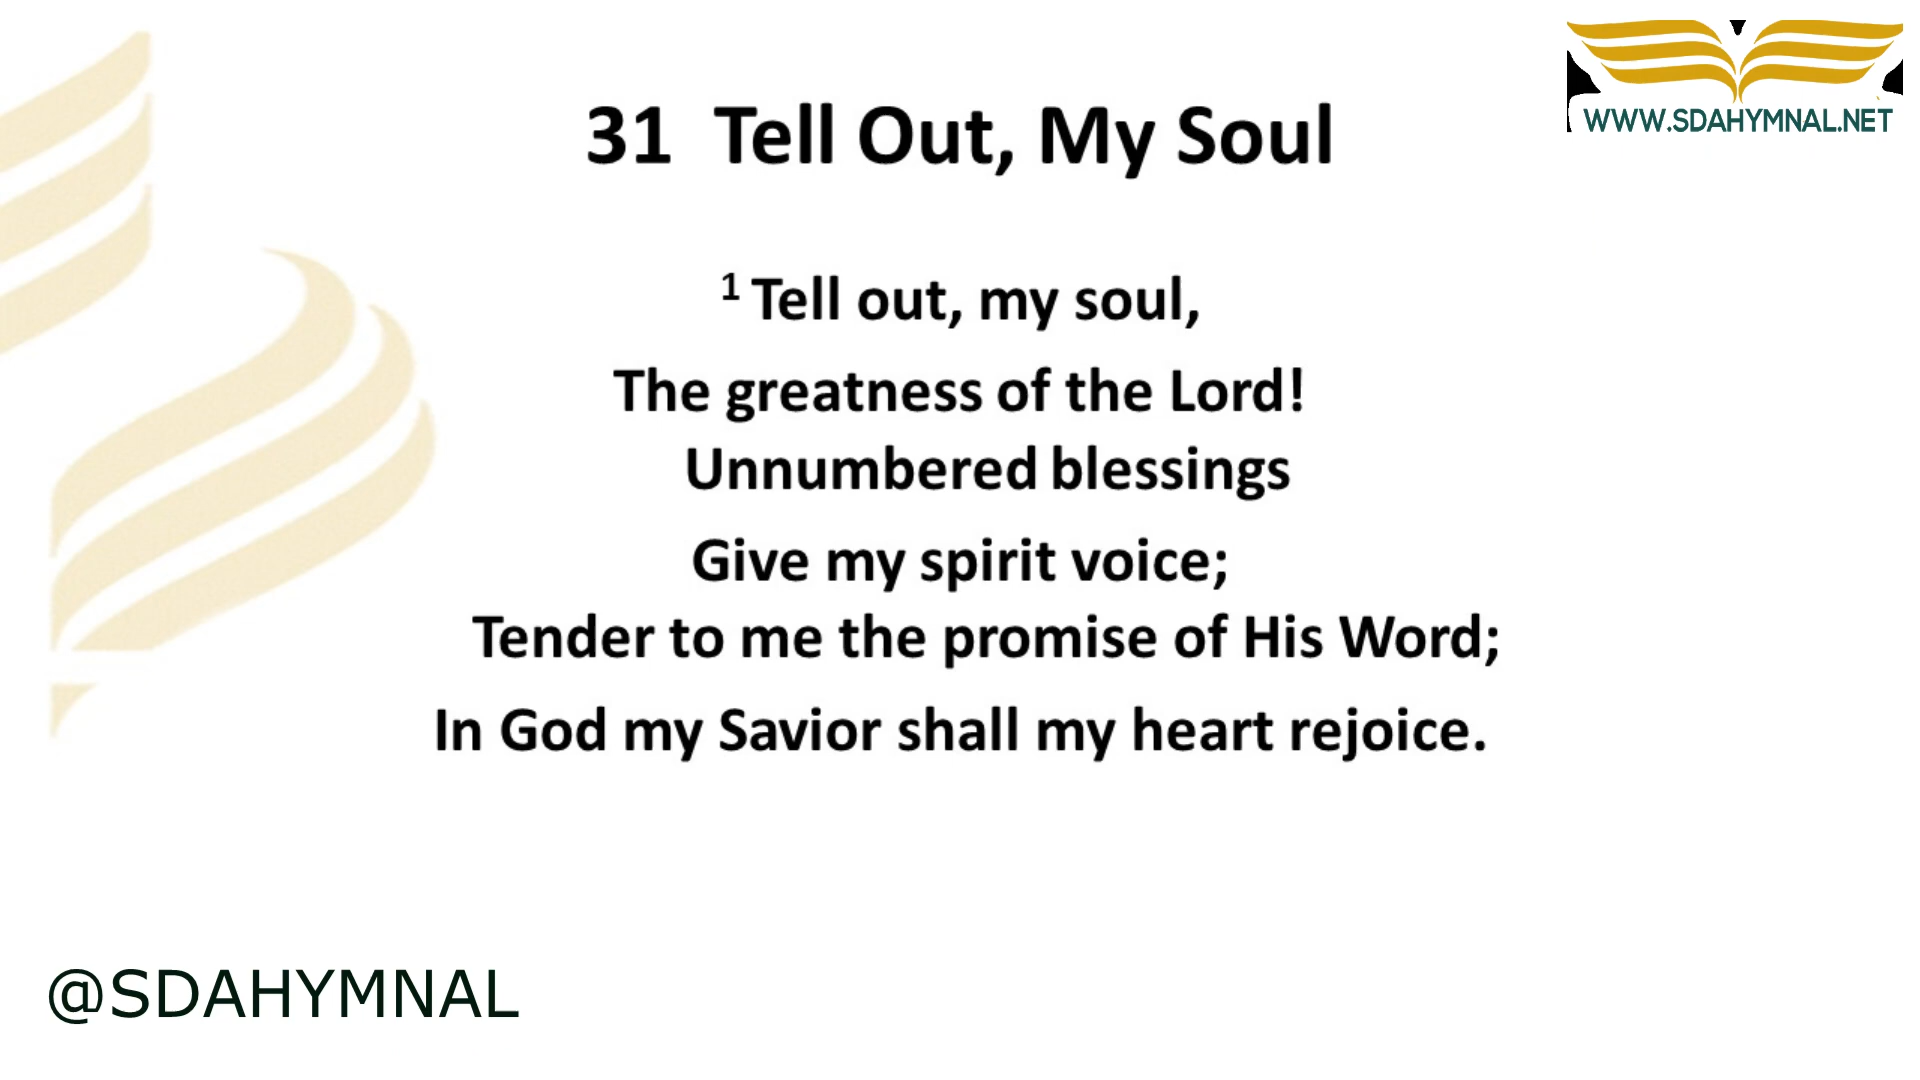 WWW.SDAHYMNAL.NET
31 Tell Out, My Soul
1 Tell out, my soul,
The greatness of the Lord!
Unnumbered blessings
Give my spirit voice;
Tender to me the promise of His Word;
In God my Savior shall my heart rejoice.
@SDAHYMNAL